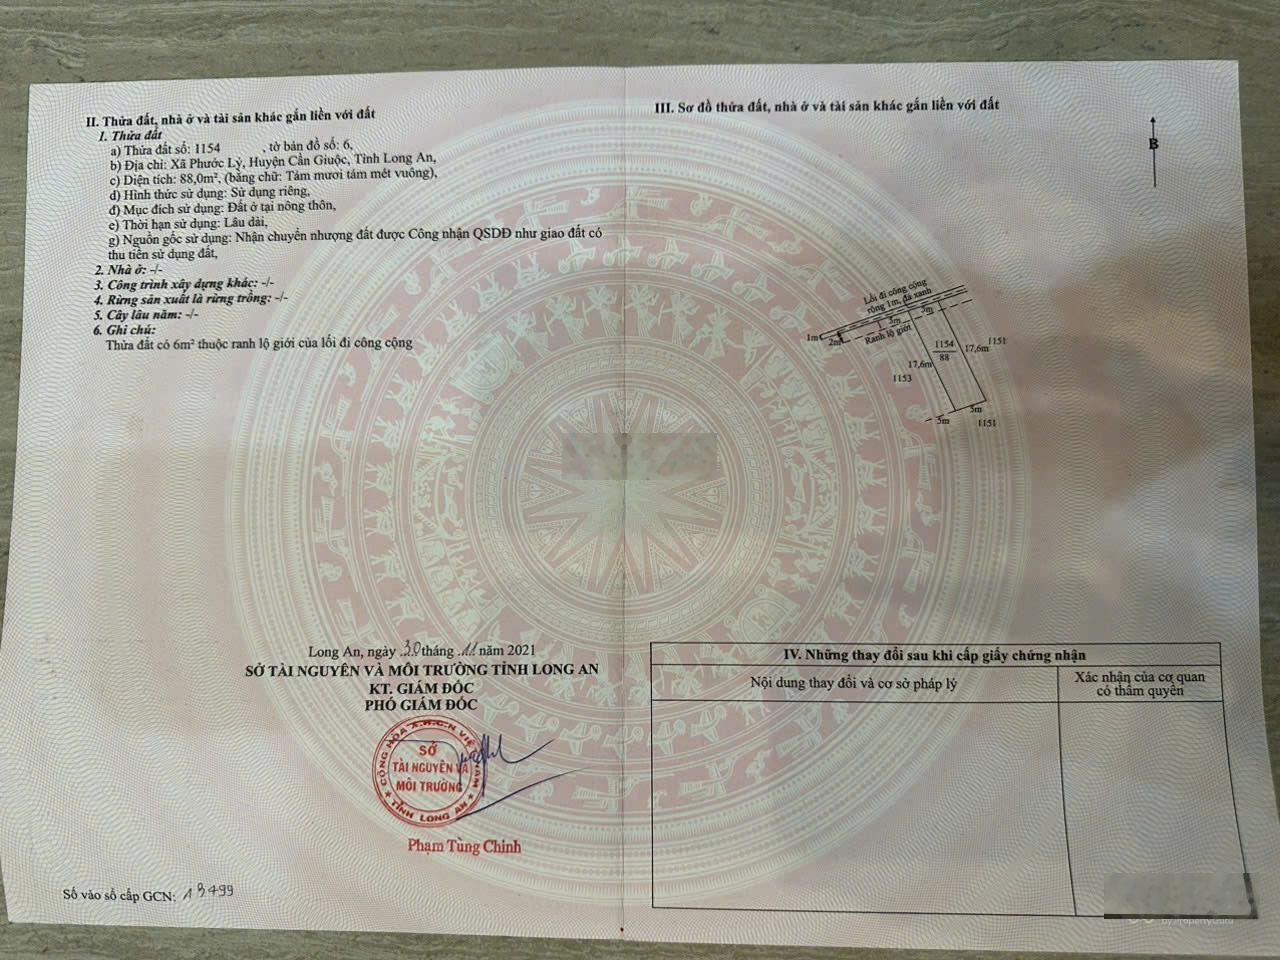 II. Thửa đất, nhà ở và tài sản khác gắn liền với đất
1. Thửa đất
a) Thửa đất số: 1154 , tờ bản đồ số: 6,
b) Địa chỉ: Xã Phước Lý, Huyện Cần Giuộc, Tỉnh Long An,
c) Diện tích: 88,0m², (bằng chữ: Tám mươi tám mét vuông),
d) Hình thức sử dụng: Sử dụng riêng,
đ) Mục đích sử dụng: Đất ở tại nông thôn,
e) Thời hạn sử dụng: Lâu dài,
g) Nguồn gốc sử dụng: Nhận chuyển nhượng đất được Công nhận QSDĐ như giao đất có
thu tiền sử dụng đất,
2. Nhà ở: -/-
3. Công trình xây dựng khác: -/-
4. Rừng sản xuất là rừng trồng: -/-
5. Cây lâu năm: -/-
6. Ghi chú:
Thửa đất có 6m² thuộc ranh lộ giới của lối đi công cộng
Long An, ngày 30 tháng 11 năm 2021
SỞ TÀI NGUYÊN VÀ MÔI TRƯỜNG TỈNH LONG AN
KT. GIÁM ĐỐC
PHÓ GIÁM ĐỐC
CỘNG HÒA X.H.C.N VIỆT NAM
SỞ
TÀI NGUYÊN VÀ
MÔI TRƯỜNG
TỈNH LONG AN
Phạm Tùng Chinh
Số vào sổ cấp GCN: 13499
III. Sơ đồ thửa đất, nhà ở và tài sản khác gắn liền với đất
B
Lối đi công cộng
rộng 1m, đá xanh
1m
2m
3m
5m
Ranh lộ giới
1154
88
17,6m
17,6m
1151
1153
5m
5m
1151
IV. Những thay đổi sau khi cấp giấy chứng nhận
Nội dung thay đổi và cơ sở pháp lý
Xác nhận của cơ quan
có thẩm quyền